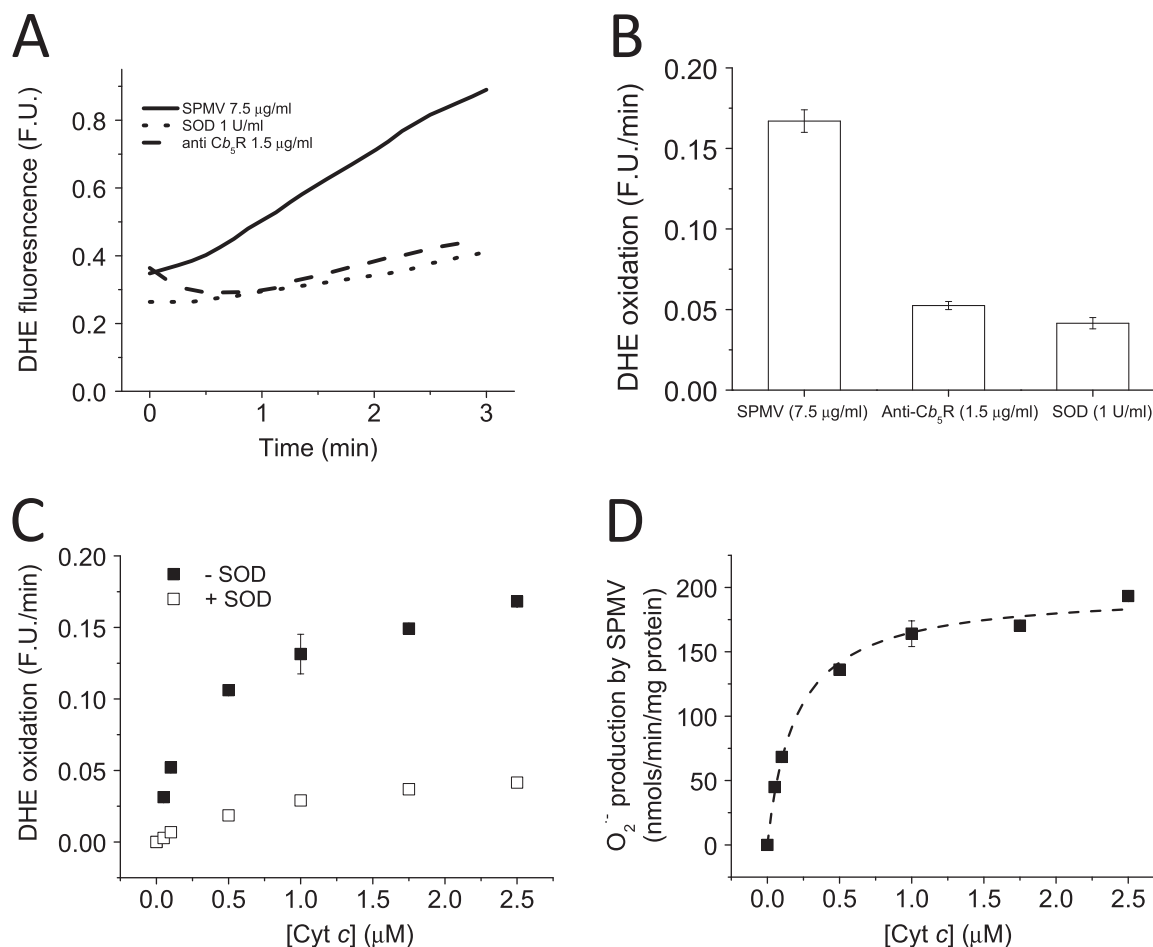 A
DHE fluoresncence (F.U.)
0.8
0.6
0.4
0.2
0.0
SPMV 7.5 μg/ml
SOD 1 U/ml
anti Cb₅R 1.5 μg/ml
0 1 2 3
Time (min)
B
DHE oxidation (F.U./min)
0.20
0.15
0.10
0.05
0.00
SPMV (7.5 μg/ml) Anti-Cb₅R (1.5 μg/ml) SOD (1 U/ml)
C
DHE oxidation (F.U./min)
0.20
0.15
0.10
0.05
0.00
- SOD
+ SOD
0.0 0.5 1.0 1.5 2.0 2.5
[Cyt c] (μM)
D
O₂˙⁻ production by SPMV
(nmols/min/mg protein)
200
150
100
50
0
0.0 0.5 1.0 1.5 2.0 2.5
[Cyt c] (μM)